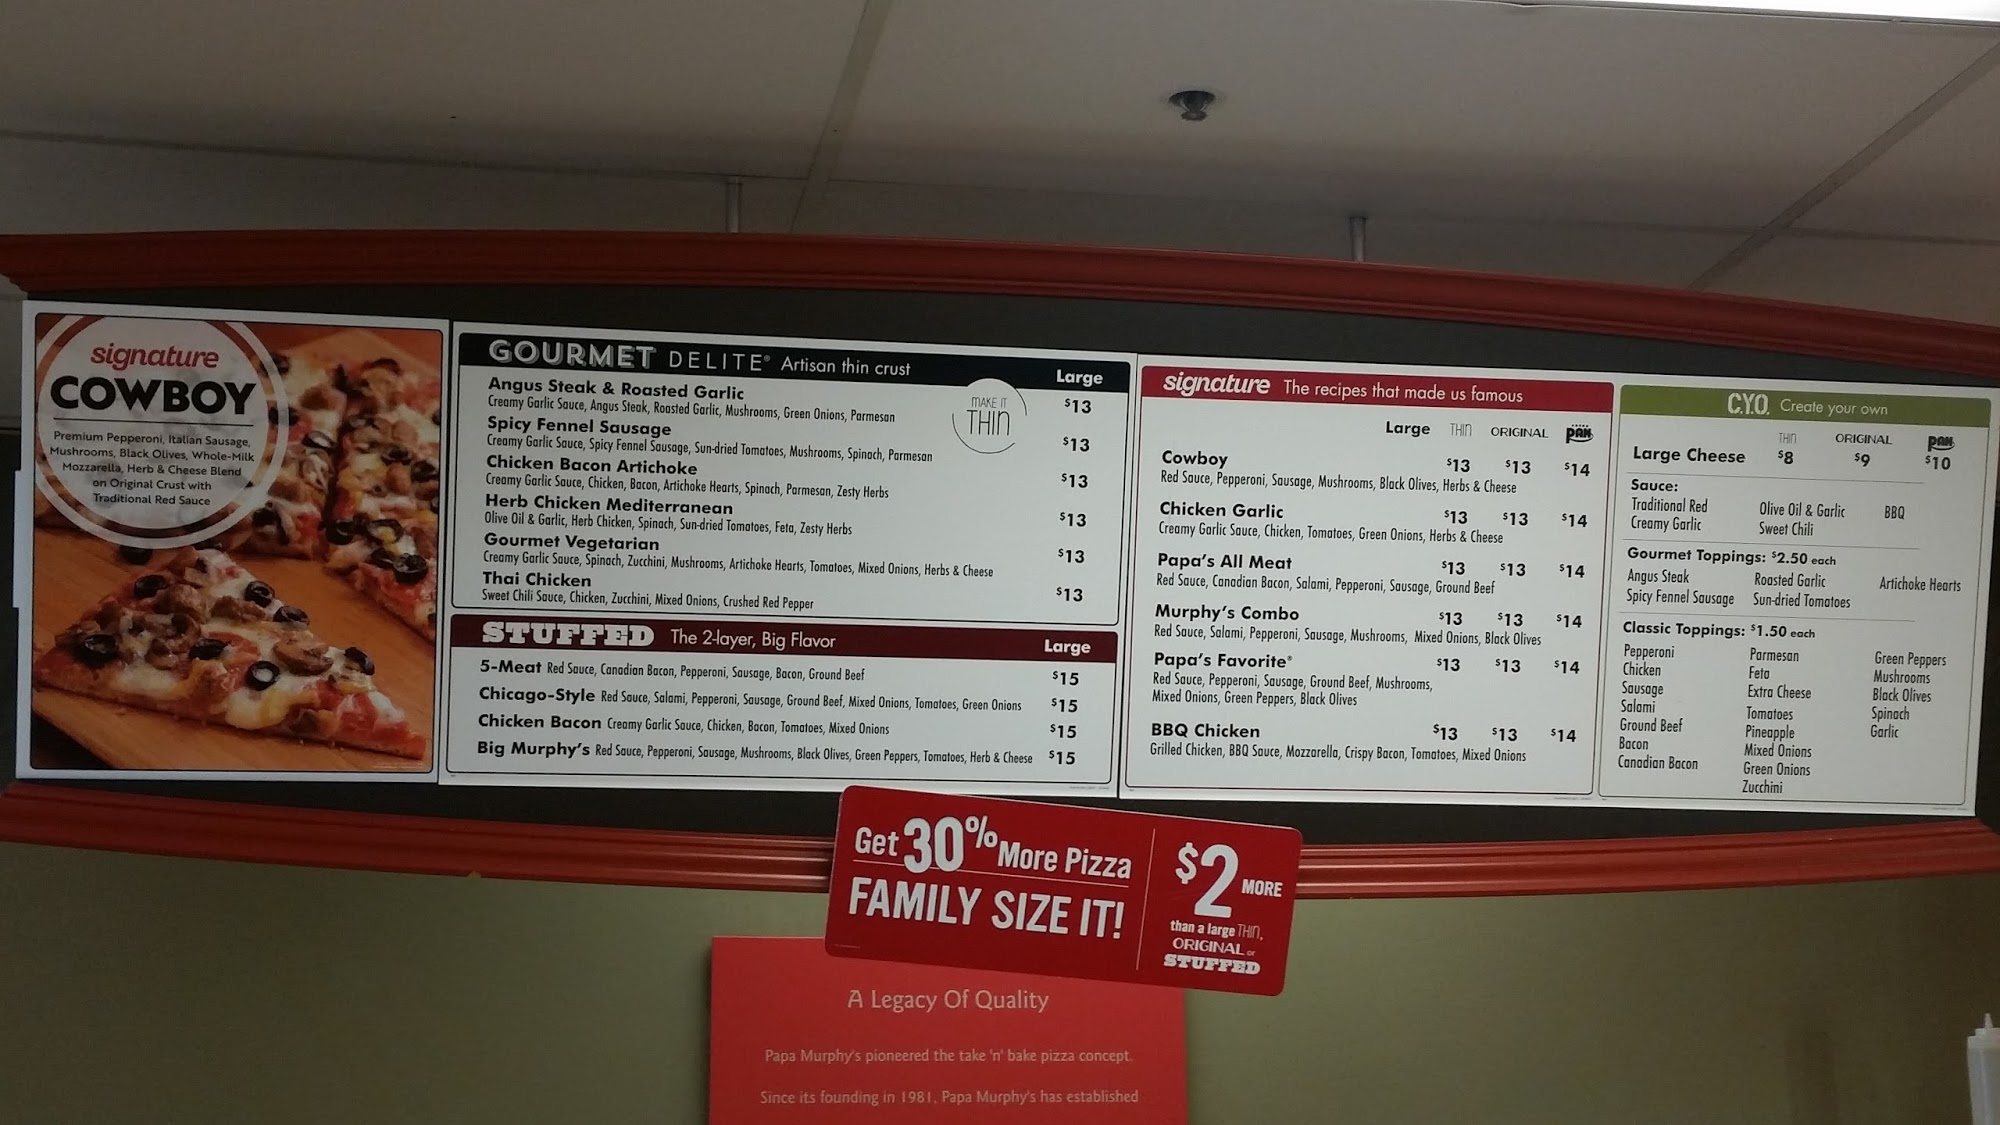 signature
COWBOY
Premium Pepperoni, Italian Sausage,
Mushrooms, Black Olives, Whole-Milk
Mozzarella, Herb & Cheese Blend
on Original Crust with
Traditional Red Sauce
GOURMET DELITE® Artisan thin crust Large
MAKE IT
THIN
Angus Steak & Roasted Garlic $13
Creamy Garlic Sauce, Angus Steak, Roasted Garlic, Mushrooms, Green Onions, Parmesan
Spicy Fennel Sausage $13
Creamy Garlic Sauce, Spicy Fennel Sausage, Sun-dried Tomatoes, Mushrooms, Spinach, Parmesan
Chicken Bacon Artichoke $13
Creamy Garlic Sauce, Chicken, Bacon, Artichoke Hearts, Spinach, Parmesan, Zesty Herbs
Herb Chicken Mediterranean $13
Olive Oil & Garlic, Herb Chicken, Spinach, Sun-dried Tomatoes, Feta, Zesty Herbs
Gourmet Vegetarian $13
Creamy Garlic Sauce, Spinach, Zucchini, Mushrooms, Artichoke Hearts, Tomatoes, Mixed Onions, Herbs & Cheese
Thai Chicken $13
Sweet Chili Sauce, Chicken, Zucchini, Mixed Onions, Crushed Red Pepper
STUFFED The 2-layer, Big Flavor Large
5-Meat Red Sauce, Canadian Bacon, Pepperoni, Sausage, Bacon, Ground Beef $15
Chicago-Style Red Sauce, Salami, Pepperoni, Sausage, Ground Beef, Mixed Onions, Tomatoes, Green Onions $15
Chicken Bacon Creamy Garlic Sauce, Chicken, Bacon, Tomatoes, Mixed Onions $15
Big Murphy's Red Sauce, Pepperoni, Sausage, Mushrooms, Black Olives, Green Peppers, Tomatoes, Herb & Cheese $15
signature The recipes that made us famous
Large THIN ORIGINAL PAN
Cowboy $13 $13 $14
Red Sauce, Pepperoni, Sausage, Mushrooms, Black Olives, Herbs & Cheese
Chicken Garlic $13 $13 $14
Creamy Garlic Sauce, Chicken, Tomatoes, Green Onions, Herbs & Cheese
Papa's All Meat $13 $13 $14
Red Sauce, Canadian Bacon, Salami, Pepperoni, Sausage, Ground Beef
Murphy's Combo $13 $13 $14
Red Sauce, Salami, Pepperoni, Sausage, Mushrooms, Mixed Onions, Black Olives
Papa's Favorite® $13 $13 $14
Red Sauce, Pepperoni, Sausage, Ground Beef, Mushrooms,
Mixed Onions, Green Peppers, Black Olives
BBQ Chicken $13 $13 $14
Grilled Chicken, BBQ Sauce, Mozzarella, Crispy Bacon, Tomatoes, Mixed Onions
C.Y.O. Create your own
THIN ORIGINAL PAN
Large Cheese $8 $9 $10
Sauce:
Traditional Red Olive Oil & Garlic BBQ
Creamy Garlic Sweet Chili
Gourmet Toppings: $2.50 each
Angus Steak Roasted Garlic Artichoke Hearts
Spicy Fennel Sausage Sun-dried Tomatoes
Classic Toppings: $1.50 each
Pepperoni Parmesan Green Peppers
Chicken Feta Mushrooms
Sausage Extra Cheese Black Olives
Salami Tomatoes Spinach
Ground Beef Pineapple Garlic
Bacon Mixed Onions
Canadian Bacon Green Onions
Zucchini
Get 30% More Pizza
FAMILY SIZE IT!
$2 MORE
than a large THIN,
ORIGINAL or
STUFFED
A Legacy Of Quality
Papa Murphy's pioneered the take 'n' bake pizza concept.
Since its founding in 1981, Papa Murphy's has established